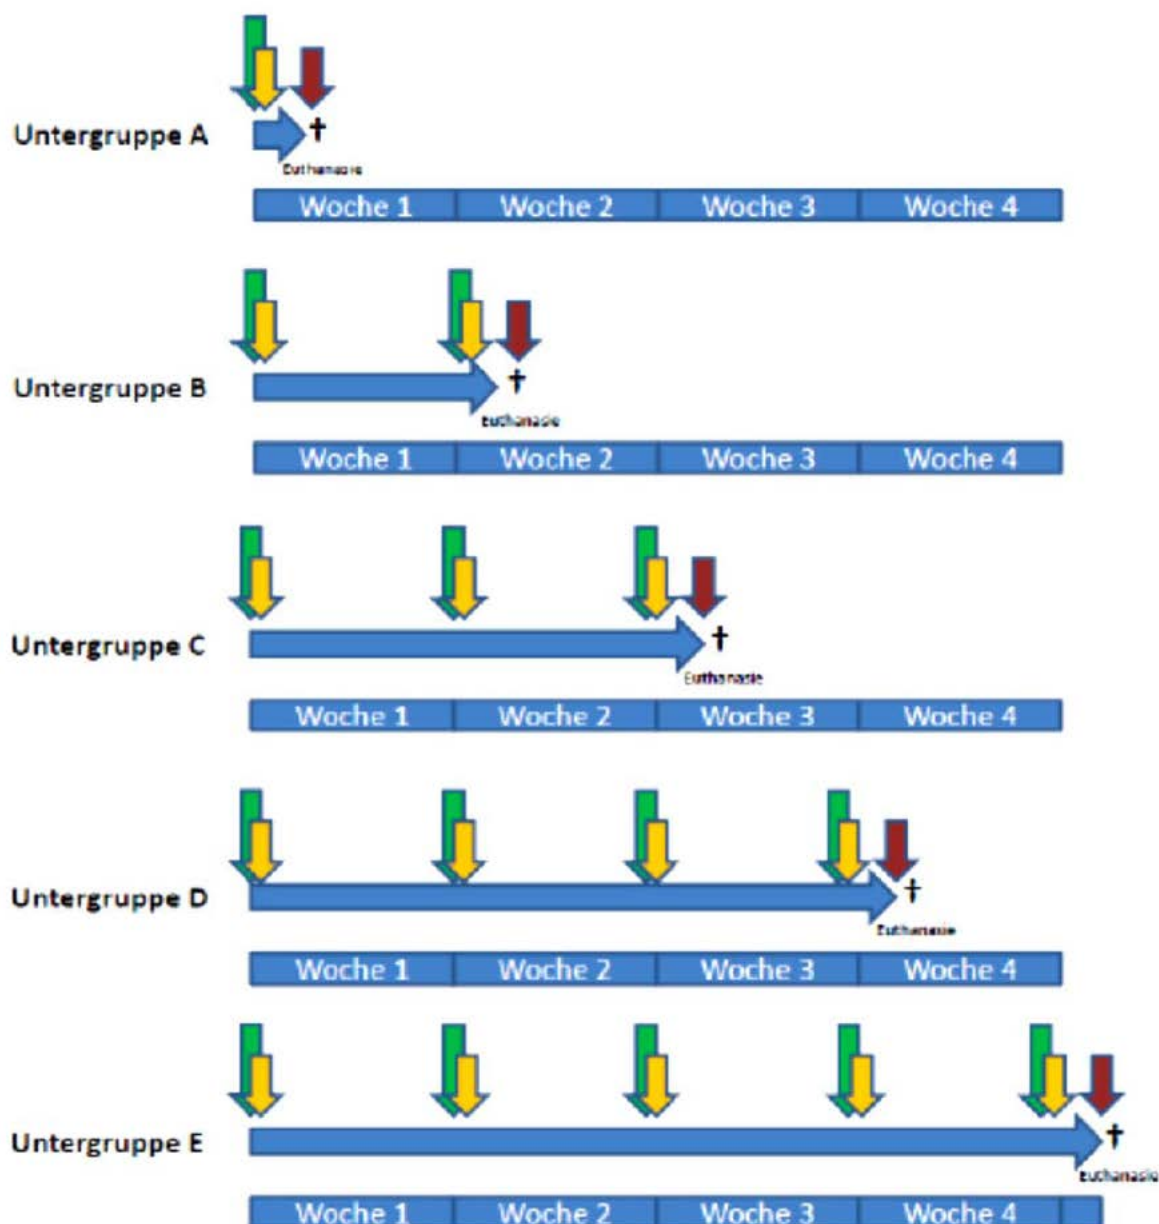 Untergruppe A
†
Euthanasie
Woche 1 Woche 2 Woche 3 Woche 4
Untergruppe B
†
Euthanasie
Woche 1 Woche 2 Woche 3 Woche 4
Untergruppe C
†
Euthanasie
Woche 1 Woche 2 Woche 3 Woche 4
Untergruppe D
†
Euthanasie
Woche 1 Woche 2 Woche 3 Woche 4
Untergruppe E
†
Euthanasie
Woche 1 Woche 2 Woche 3 Woche 4